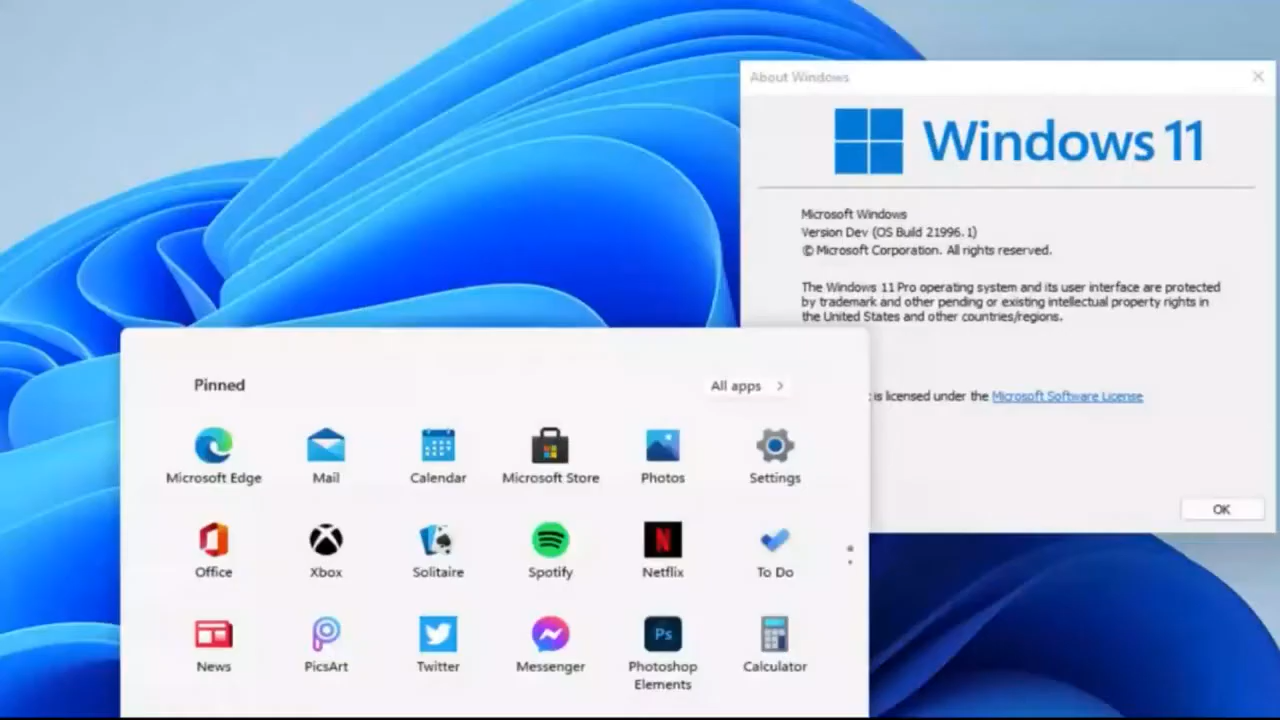 About Windows
Windows 11
Microsoft Windows
Version Dev (OS Build 21996.1)
© Microsoft Corporation. All rights reserved.
The Windows 11 Pro operating system and its user interface are protected
by trademark and other pending or existing intellectual property rights in
the United States and other countries/regions.
is licensed under the Microsoft Software License
OK
Pinned
All apps
Microsoft Edge
Mail
Calendar
Microsoft Store
Photos
Settings
Office
Xbox
Solitaire
Spotify
Netflix
To Do
News
PicsArt
Twitter
Messenger
Ps
Photoshop
Elements
Calculator